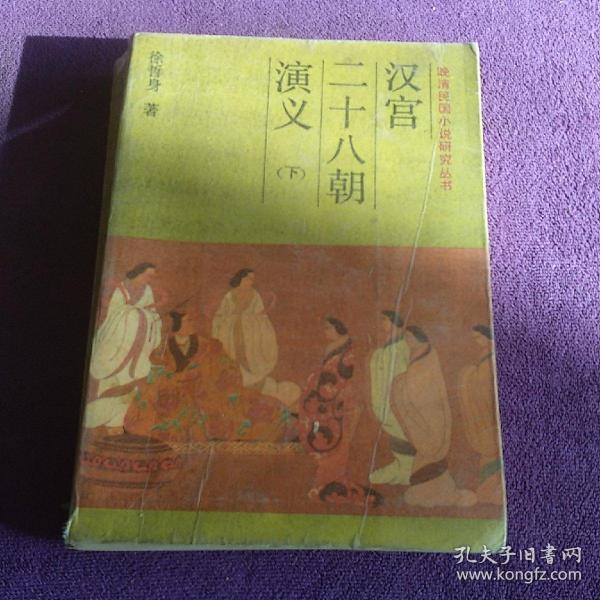 晚清民国小说研究丛书
汉宫
二十八朝
演义
(下)
徐哲身 著
孔夫子旧书网
www.kongfz.com